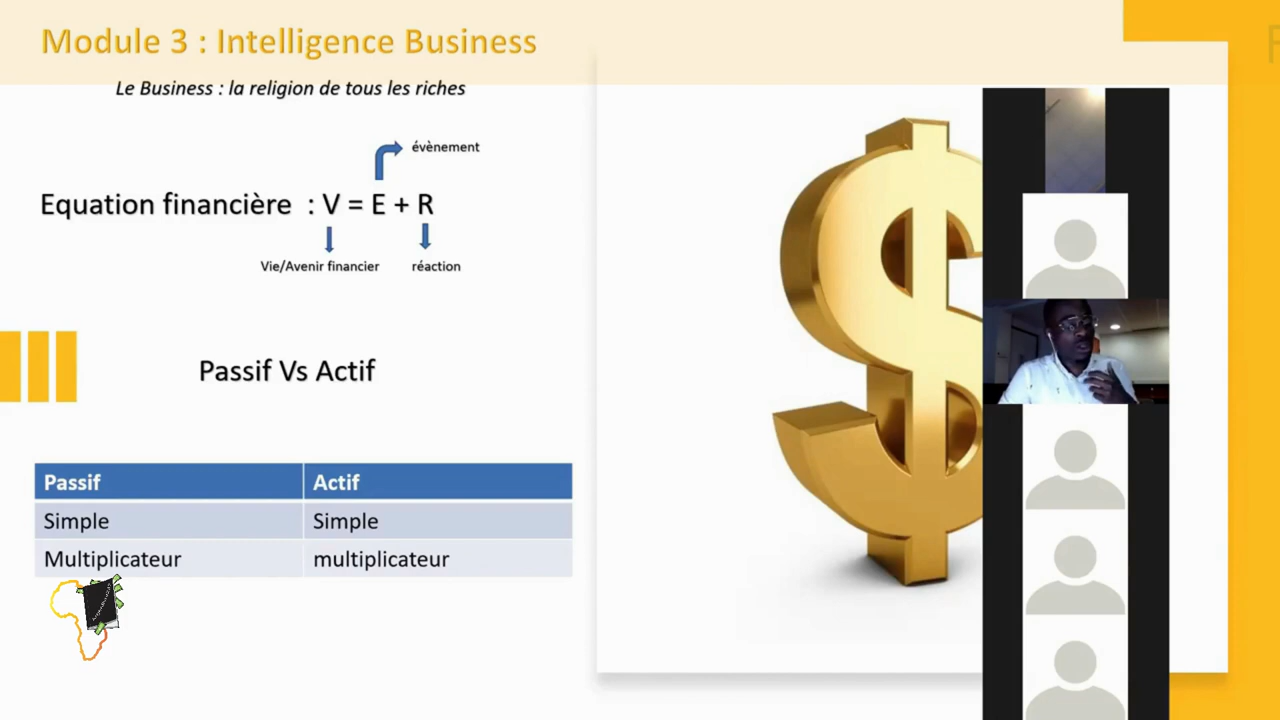 Module 3 : Intelligence Business
Le Business : la religion de tous les riches
évènement
Equation financière : V = E + R
Vie/Avenir financier
réaction
Passif Vs Actif
Passif
Actif
Simple
Simple
Multiplicateur
multiplicateur